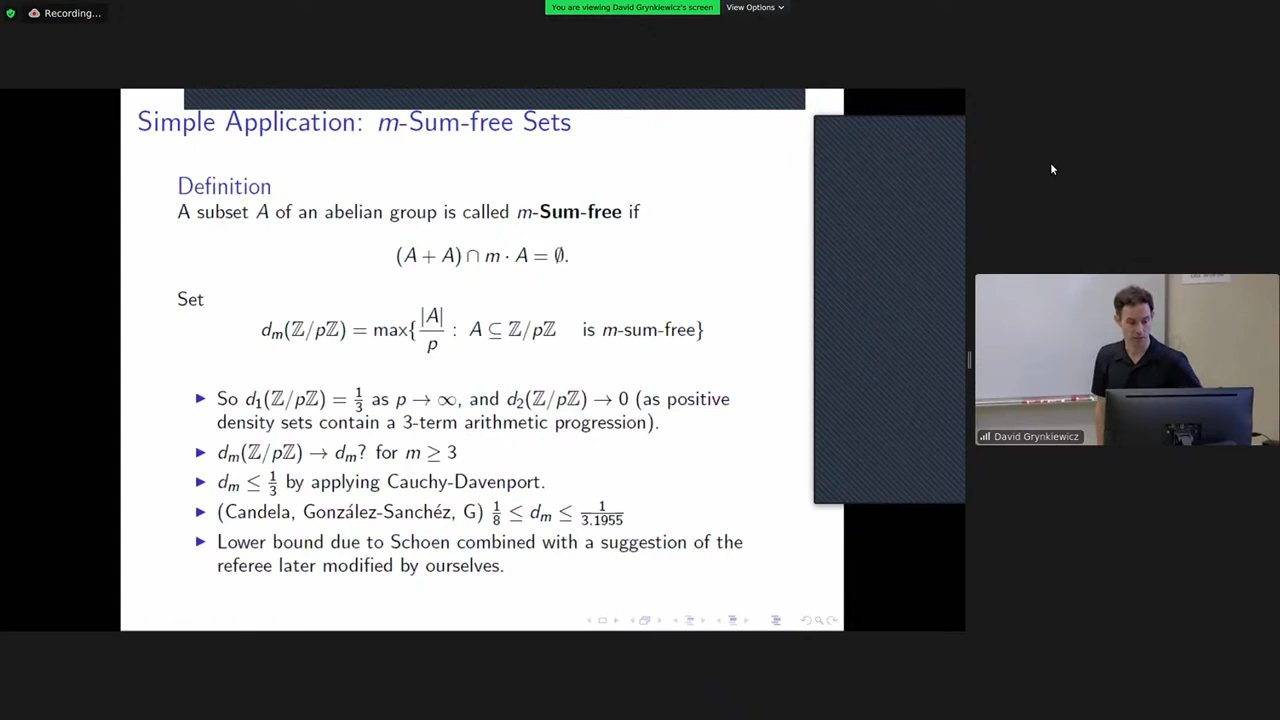 You are viewing David Grynkiewicz's screen
View Options
Recording...
Simple Application: m-Sum-free Sets
Definition
A subset A of an abelian group is called m-Sum-free if
(A + A) ∩ m · A = ∅.
Set
d_m(ℤ/pℤ) = max{|A|/p : A ⊆ ℤ/pℤ is m-sum-free}
▶ So d_1(ℤ/pℤ) = 1/3 as p → ∞, and d_2(ℤ/pℤ) → 0 (as positive
density sets contain a 3-term arithmetic progression).
▶ d_m(ℤ/pℤ) → d_m? for m ≥ 3
▶ d_m ≤ 1/3 by applying Cauchy-Davenport.
▶ (Candela, González-Sanchéz, G) 1/8 ≤ d_m ≤ 1/3.1955
▶ Lower bound due to Schoen combined with a suggestion of the
referee later modified by ourselves.
David Grynkiewicz